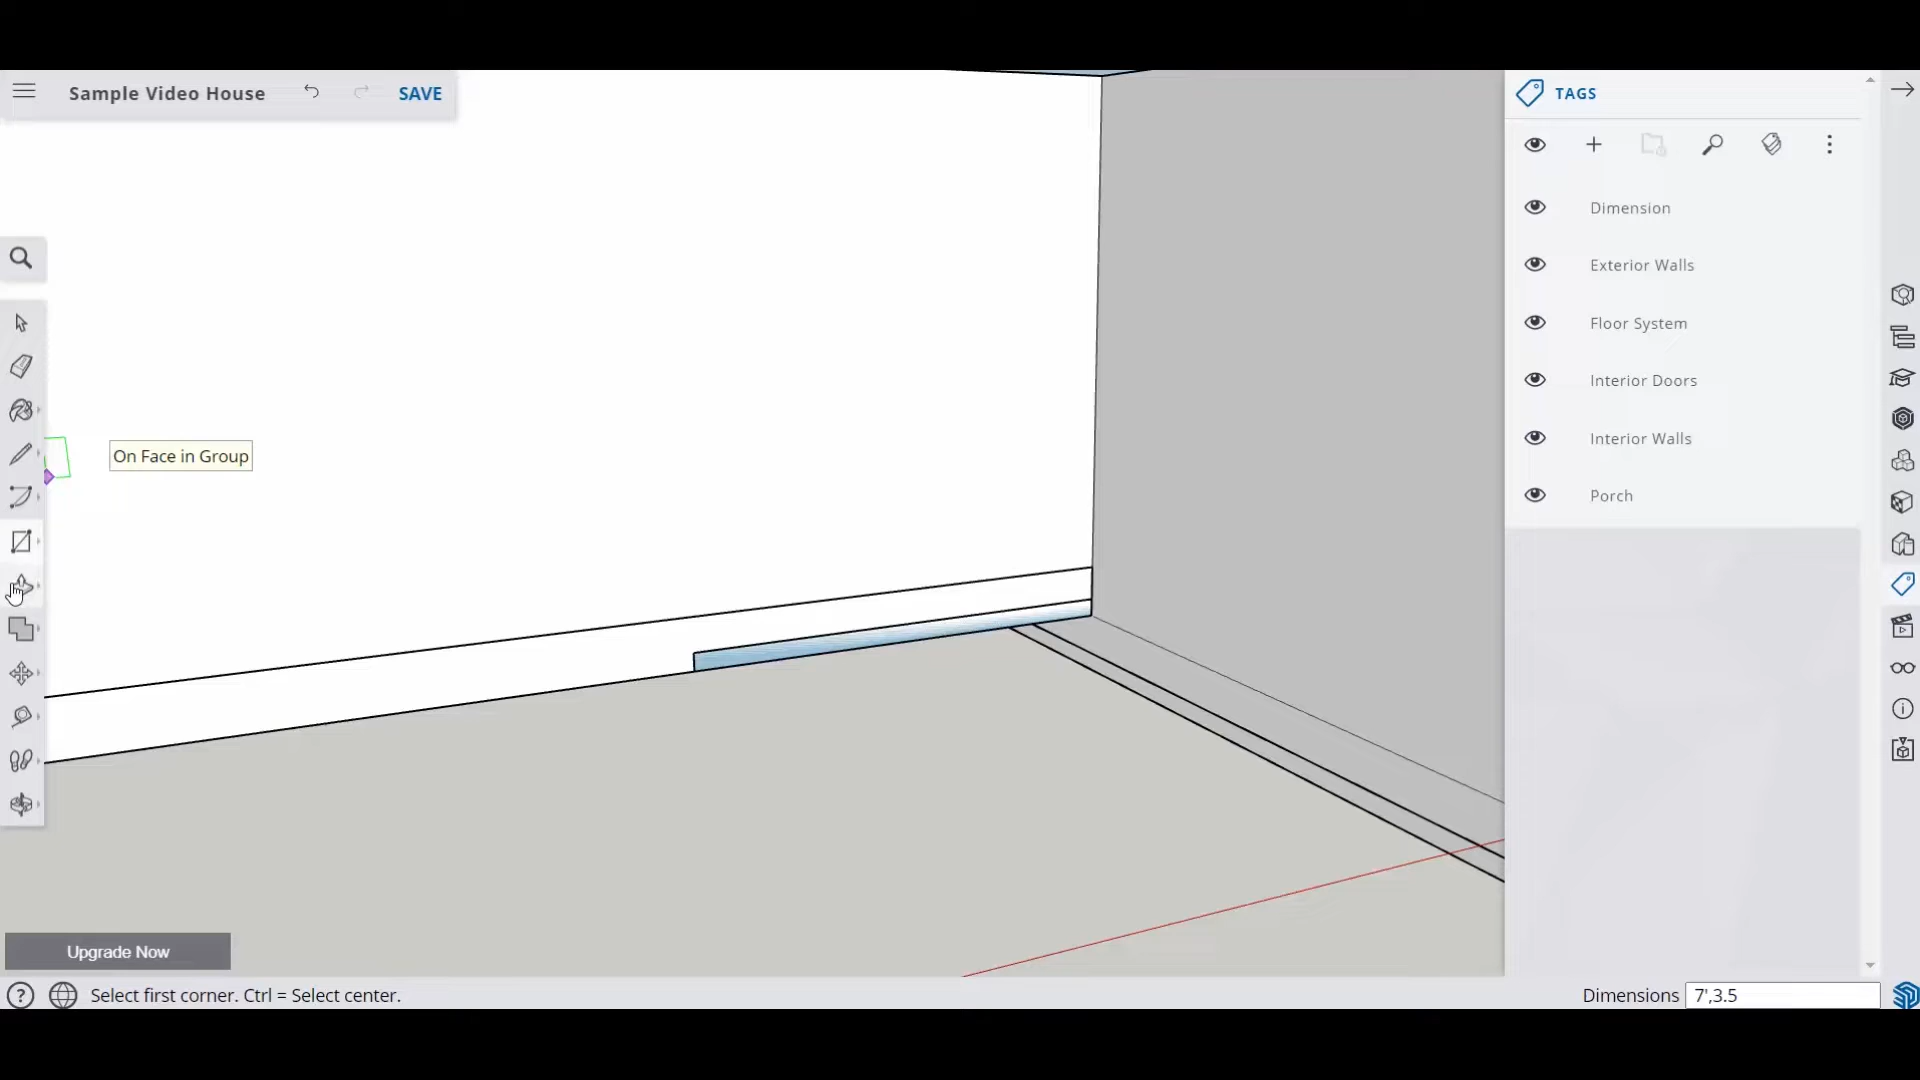 Sample Video House
SAVE
TAGS
Dimension
Exterior Walls
Floor System
Interior Doors
On Face in Group
Interior Walls
Porch
Upgrade Now
Select first corner. Ctrl = Select center.
Dimensions 7',3.5